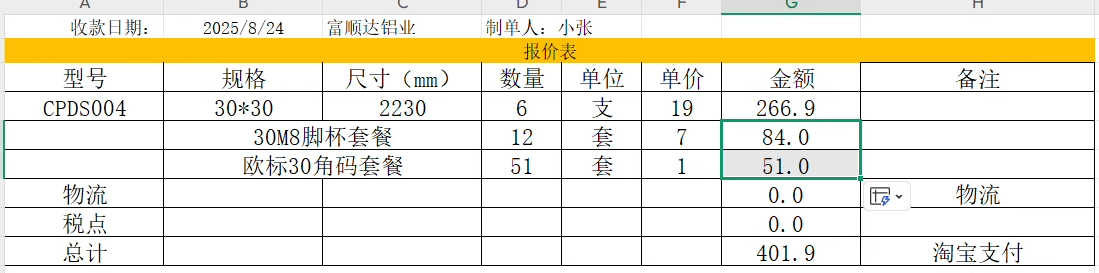 A B C D E F G H
收款日期： 2025/8/24 富顺达铝业 制单人：小张
报价表
型号 规格 尺寸（mm） 数量 单位 单价 金额 备注
CPDS004 30*30 2230 6 支 19 266.9
30M8脚杯套餐 12 套 7 84.0
欧标30角码套餐 51 套 1 51.0
物流 0.0 物流
税点 0.0
总计 401.9 淘宝支付